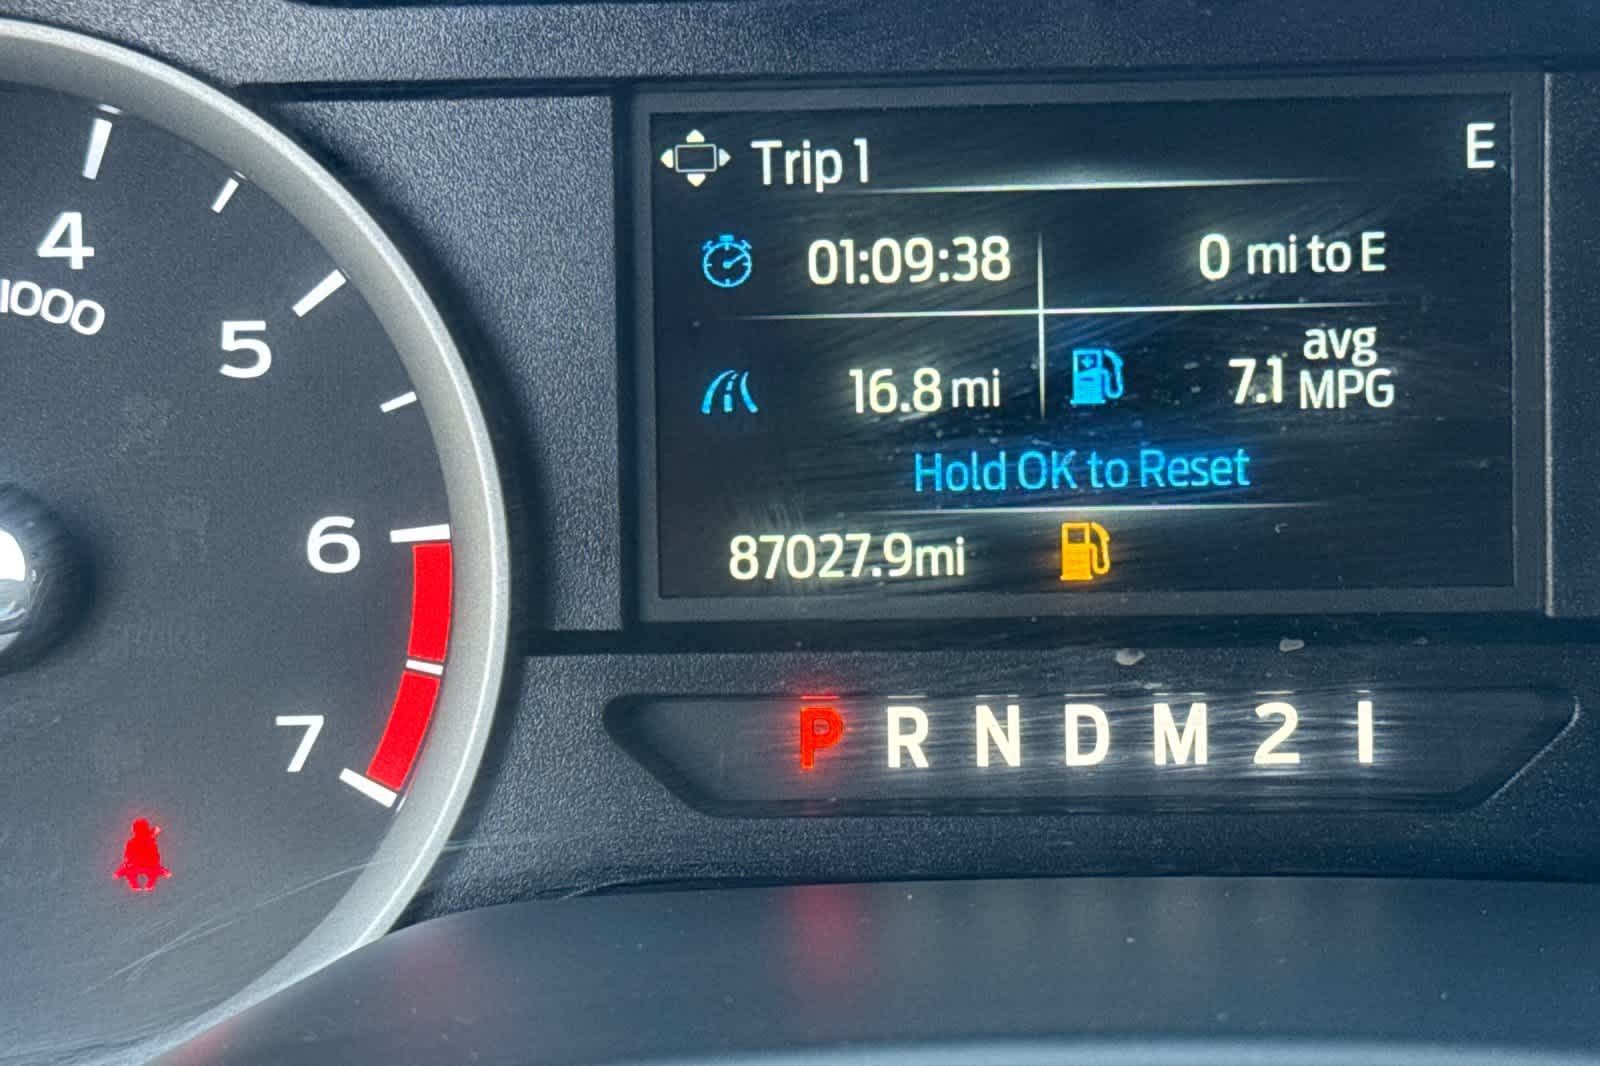 Trip 1
E
01:09:38
0 mi to E
16.8 mi
7.1 avg MPG
Hold OK to Reset
87027.9mi
P R N D M 2 1
4
1000
5
6
7